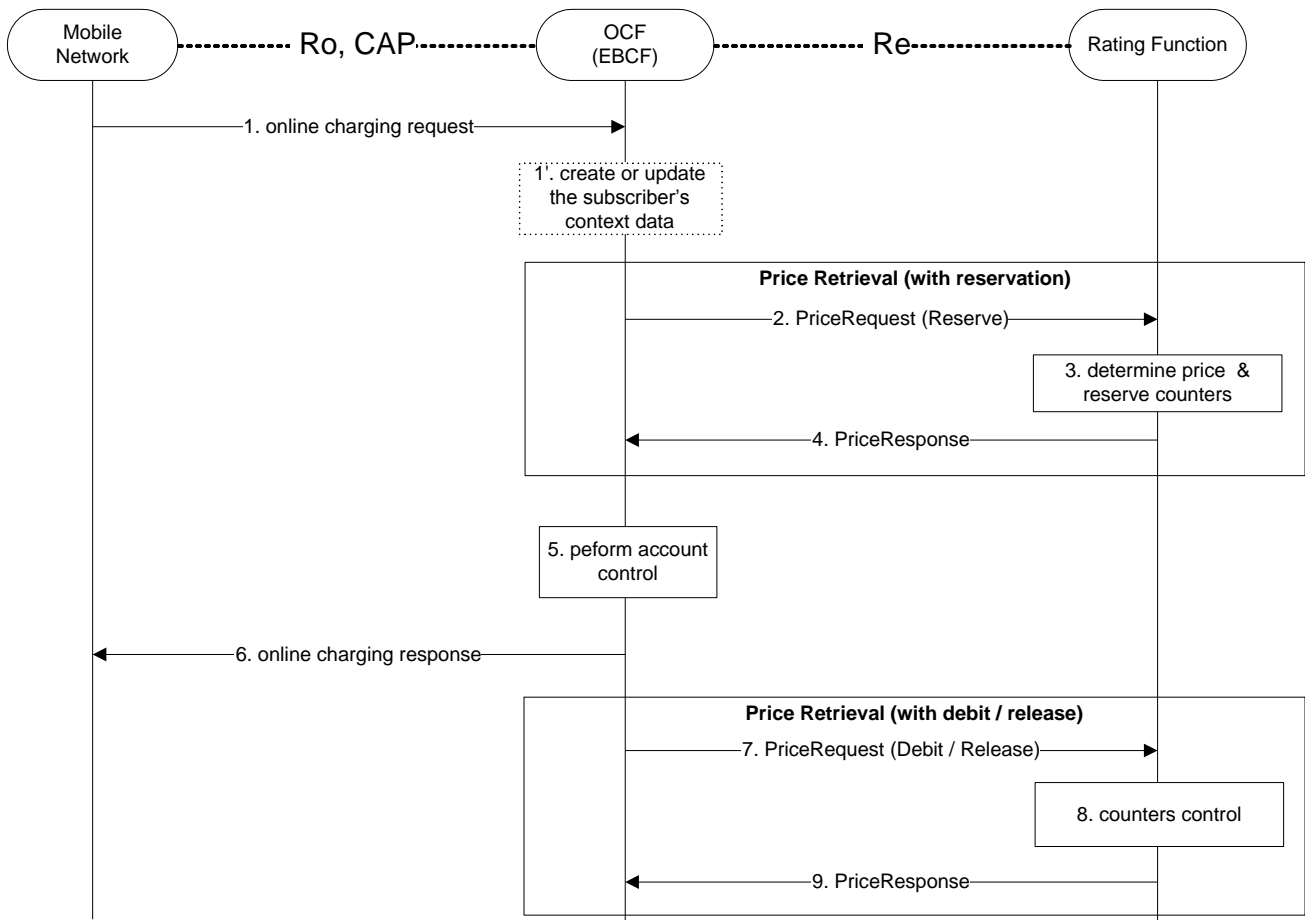 Mobile
Network
Ro, CAP
OCF
(EBCF)
Re
Rating Function
1. online charging request
1'. create or update
the subscriber's
context data
Price Retrieval (with reservation)
2. PriceRequest (Reserve)
3. determine price &
reserve counters
4. PriceResponse
5. peform account
control
6. online charging response
Price Retrieval (with debit / release)
7. PriceRequest (Debit / Release)
8. counters control
9. PriceResponse